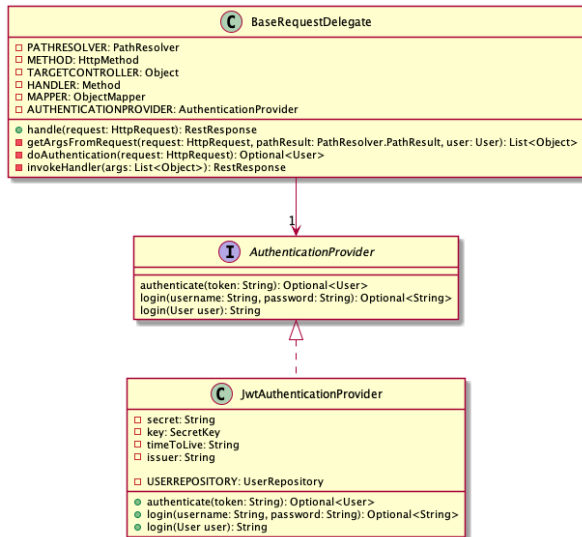 C BaseRequestDelegate
PATHRESOLVER: PathResolver
METHOD: HttpMethod
TARGETCONTROLLER: Object
HANDLER: Method
MAPPER: ObjectMapper
AUTHENTICATIONPROVIDER: AuthenticationProvider
handle(request: HttpRequest): RestResponse
getArgsFromRequest(request: HttpRequest, pathResult: PathResolver.PathResult, user: User): List<Object>
doAuthentication(request: HttpRequest): Optional<User>
invokeHandler(args: List<Object>): RestResponse
1
I AuthenticationProvider
authenticate(token: String): Optional<User>
login(username: String, password: String): Optional<String>
login(User user): String
C JwtAuthenticationProvider
secret: String
key: SecretKey
timeToLive: String
issuer: String
USERREPOSITORY: UserRepository
authenticate(token: String): Optional<User>
login(username: String, password: String): Optional<String>
login(User user): String